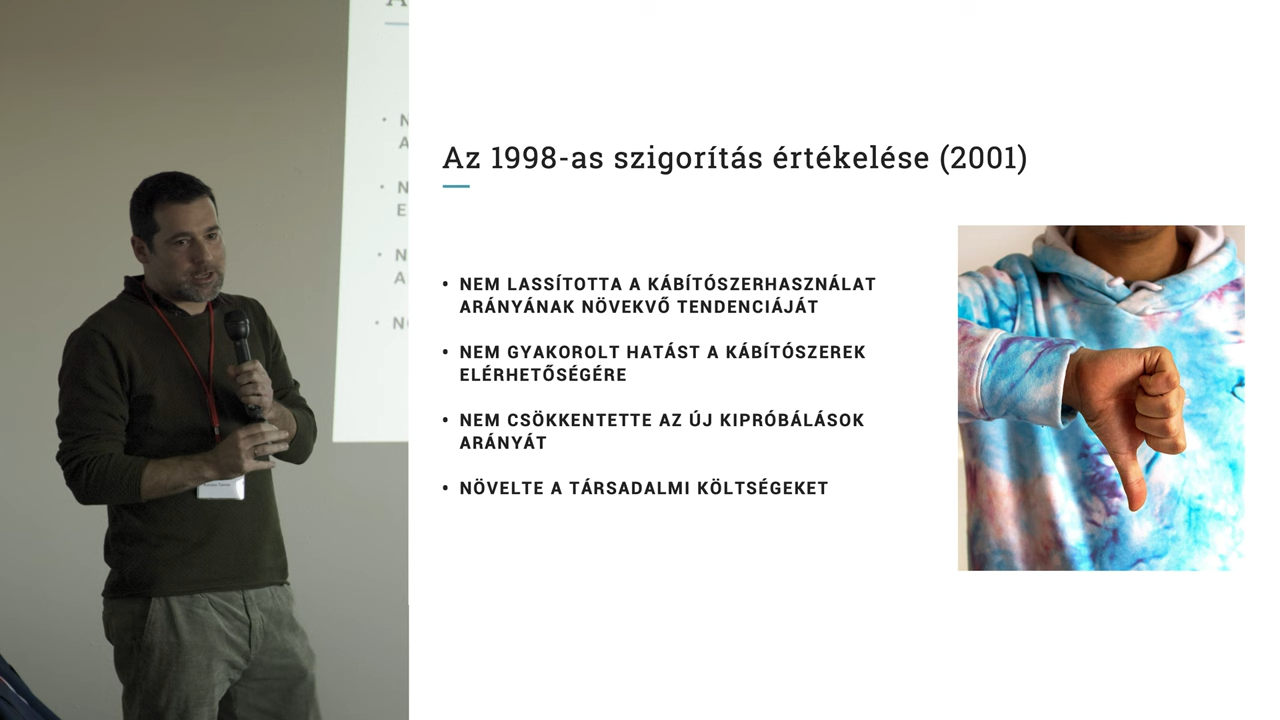 Az 1998-as szigorítás értékelése (2001)
• NEM LASSÍTOTTA A KÁBÍTÓSZERHASZNÁLAT
ARÁNYÁNAK NÖVEKVŐ TENDENCIÁJÁT
• NEM GYAKOROLT HATÁST A KÁBÍTÓSZEREK
ELÉRHETŐSÉGÉRE
• NEM CSÖKKENTETTE AZ ÚJ KIPRÓBÁLÁSOK
ARÁNYÁT
• NÖVELTE A TÁRSADALMI KÖLTSÉGEKET